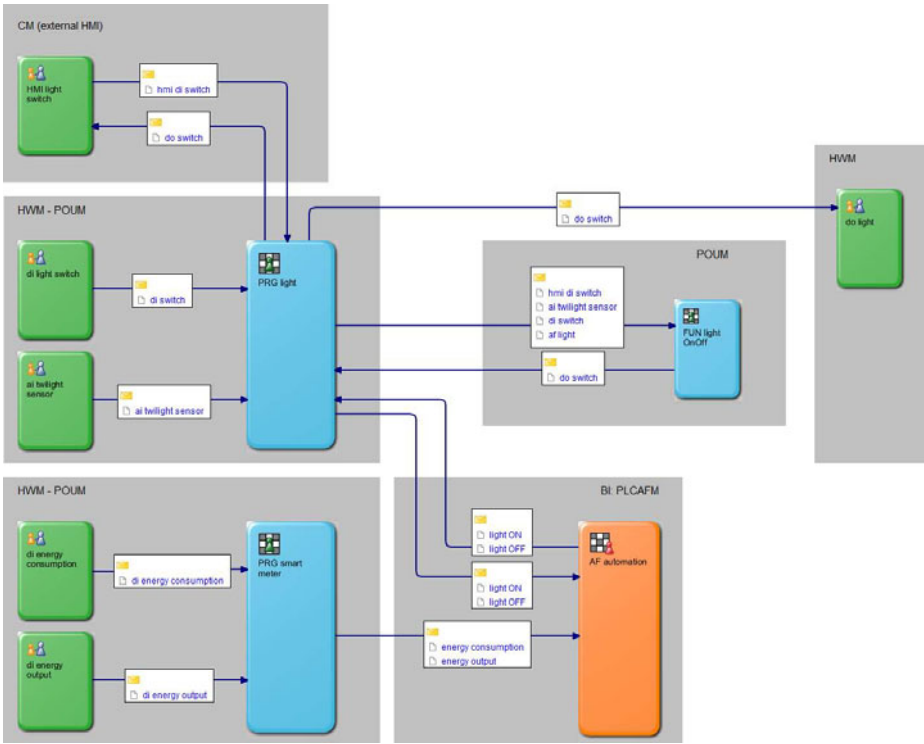 CM (external HMI)
HMI light
switch
hmi di switch
do switch
HWM - POUM
di light switch
di switch
ai twilight
sensor
ai twilight sensor
PRG light
do switch
HWM
do light
POUM
hmi di switch
ai twilight sensor
di switch
af light
FUN light
OnOff
do switch
HWM - POUM
di energy
consumption
di energy consumption
di energy
output
di energy output
PRG smart
meter
BI: PLCAFM
light ON
light OFF
light ON
light OFF
AF automation
energy consumption
energy output